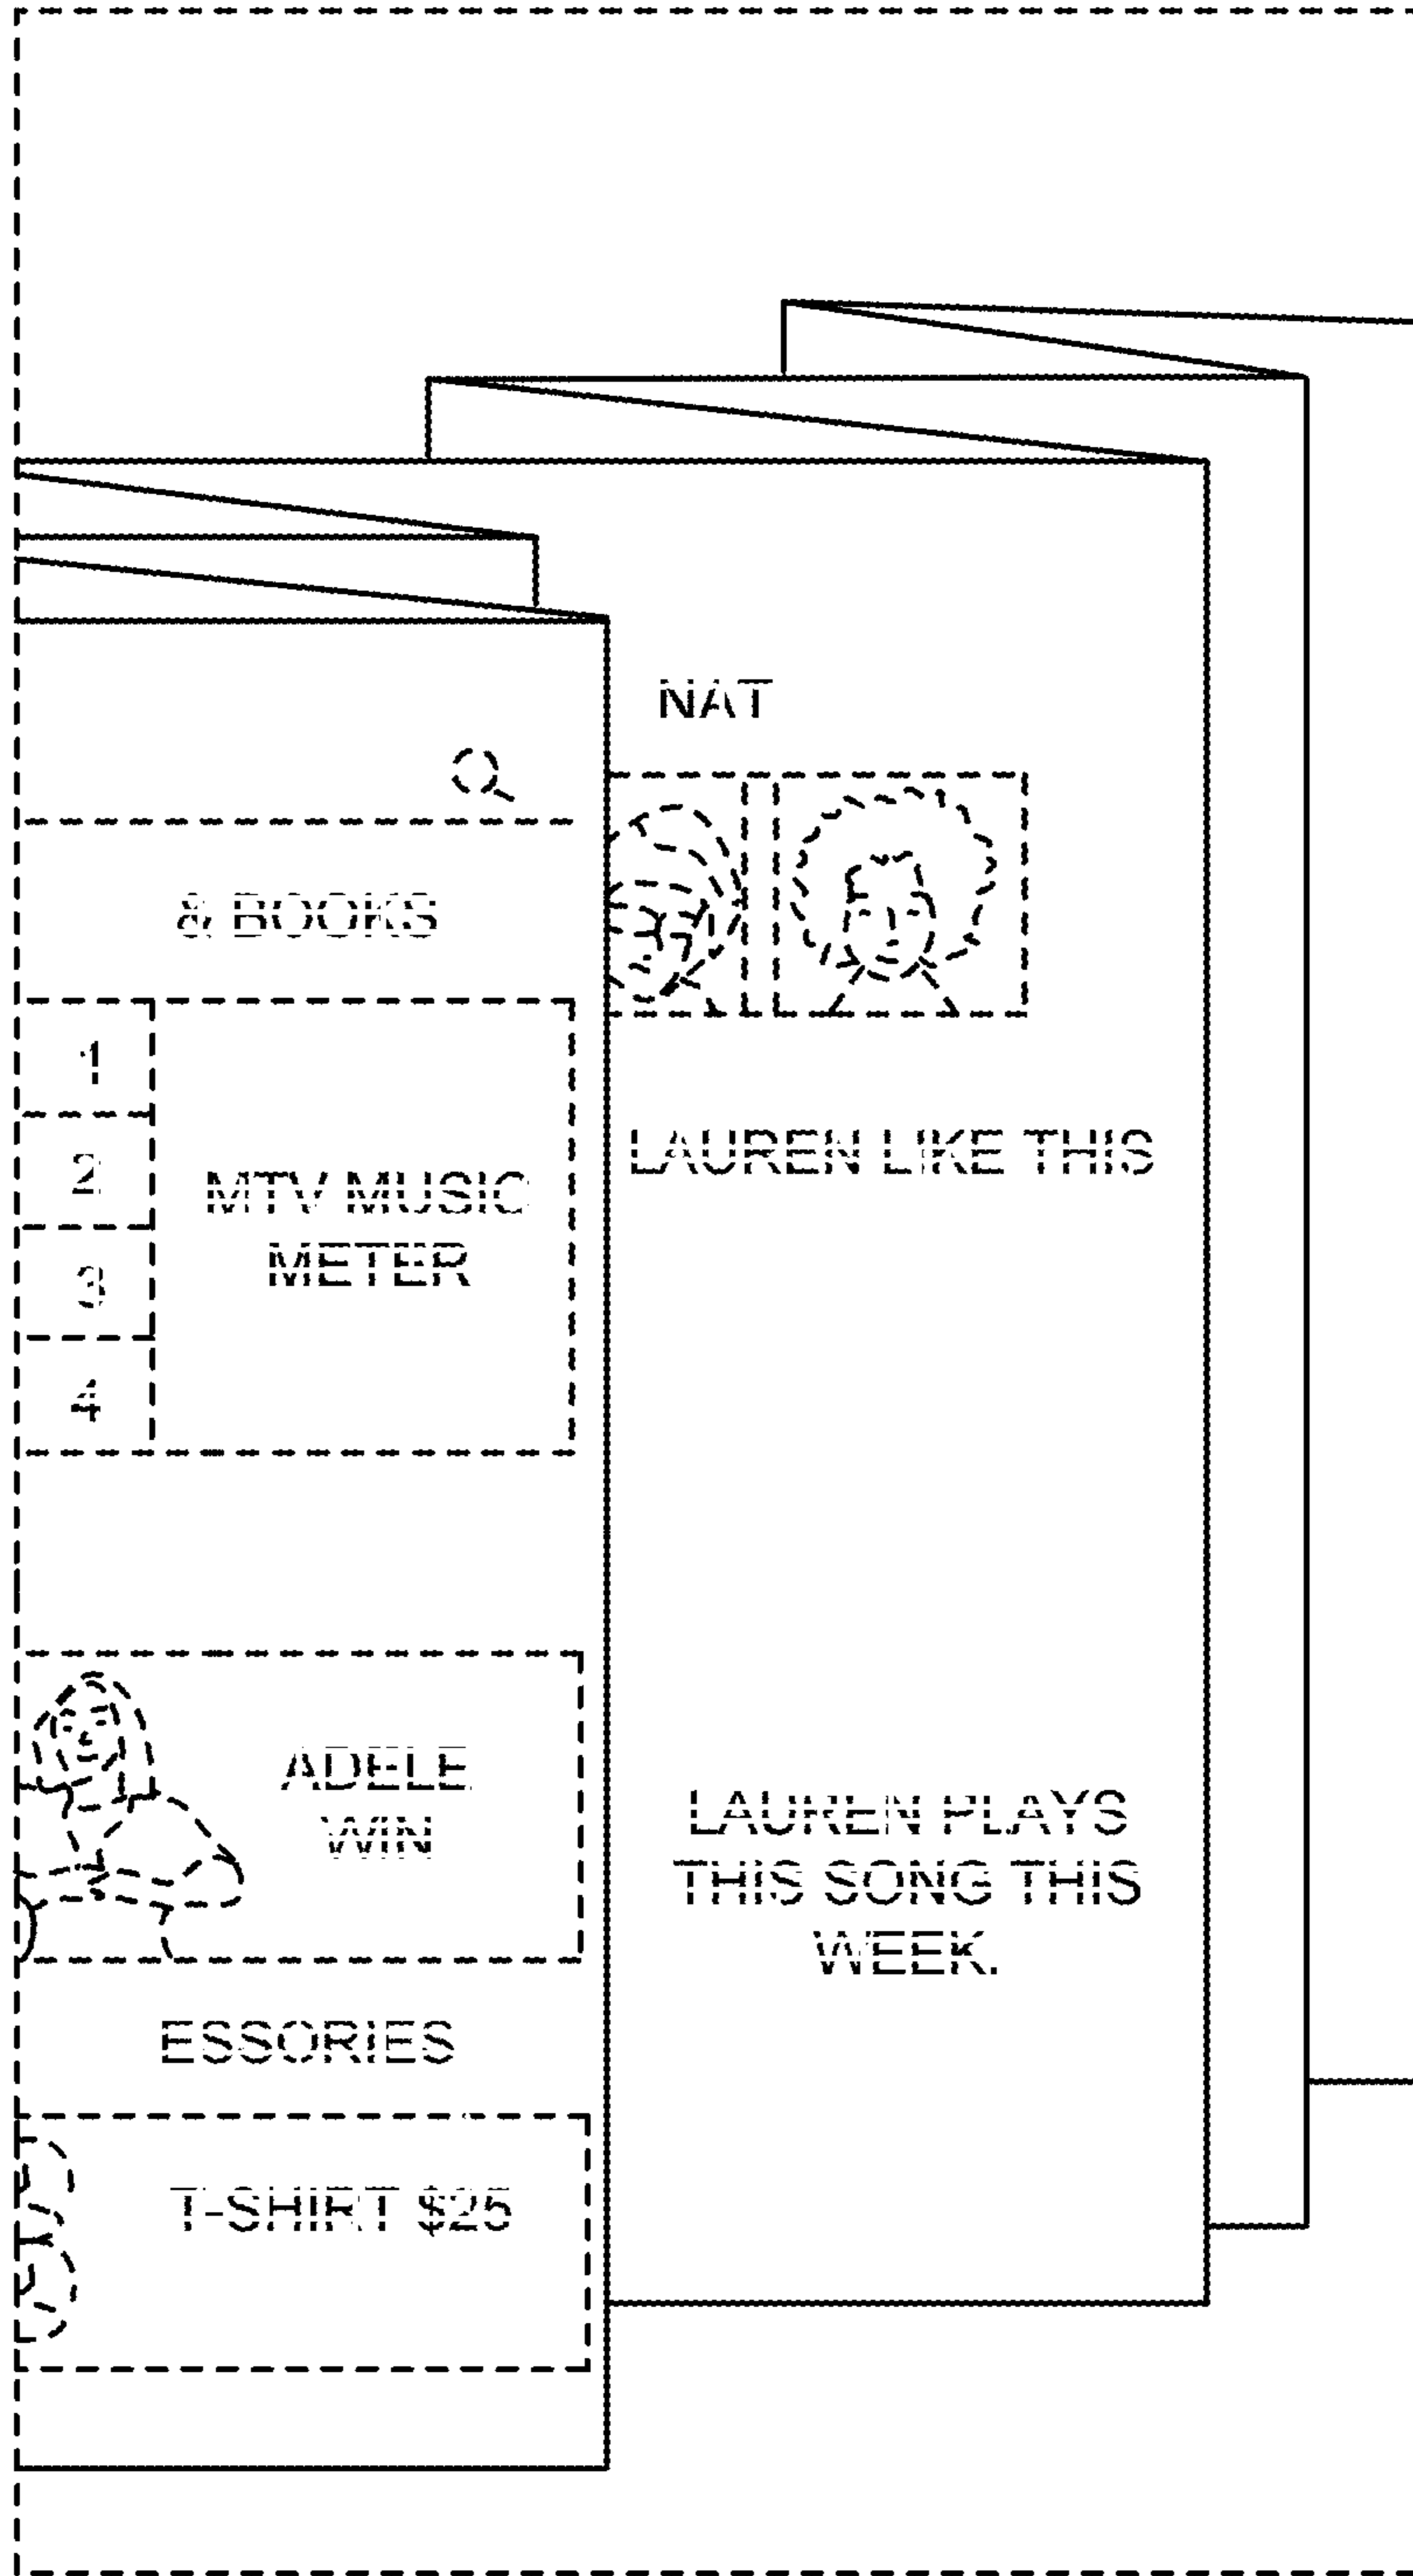 NAT
& BOOKS
1
2
3
4
MTV MUSIC
METER
LAUREN LIKE THIS
ADELE
WIN
LAUREN PLAYS
THIS SONG THIS
WEEK.
ESSORIES
T-SHIRT $25